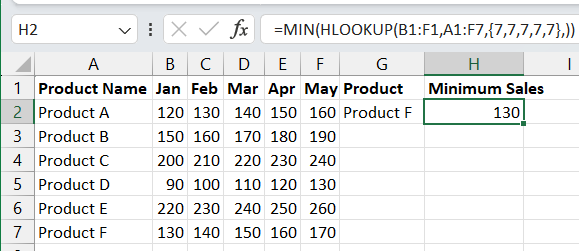 H2 fx =MIN(HLOOKUP(B1:F1,A1:F7,{7,7,7,7,7},))
A B C D E F G H I
1 Product Name Jan Feb Mar Apr May Product Minimum Sales
2 Product A 120 130 140 150 160 Product F 130
3 Product B 150 160 170 180 190
4 Product C 200 210 220 230 240
5 Product D 90 100 110 120 130
6 Product E 220 230 240 250 260
7 Product F 130 140 150 160 170